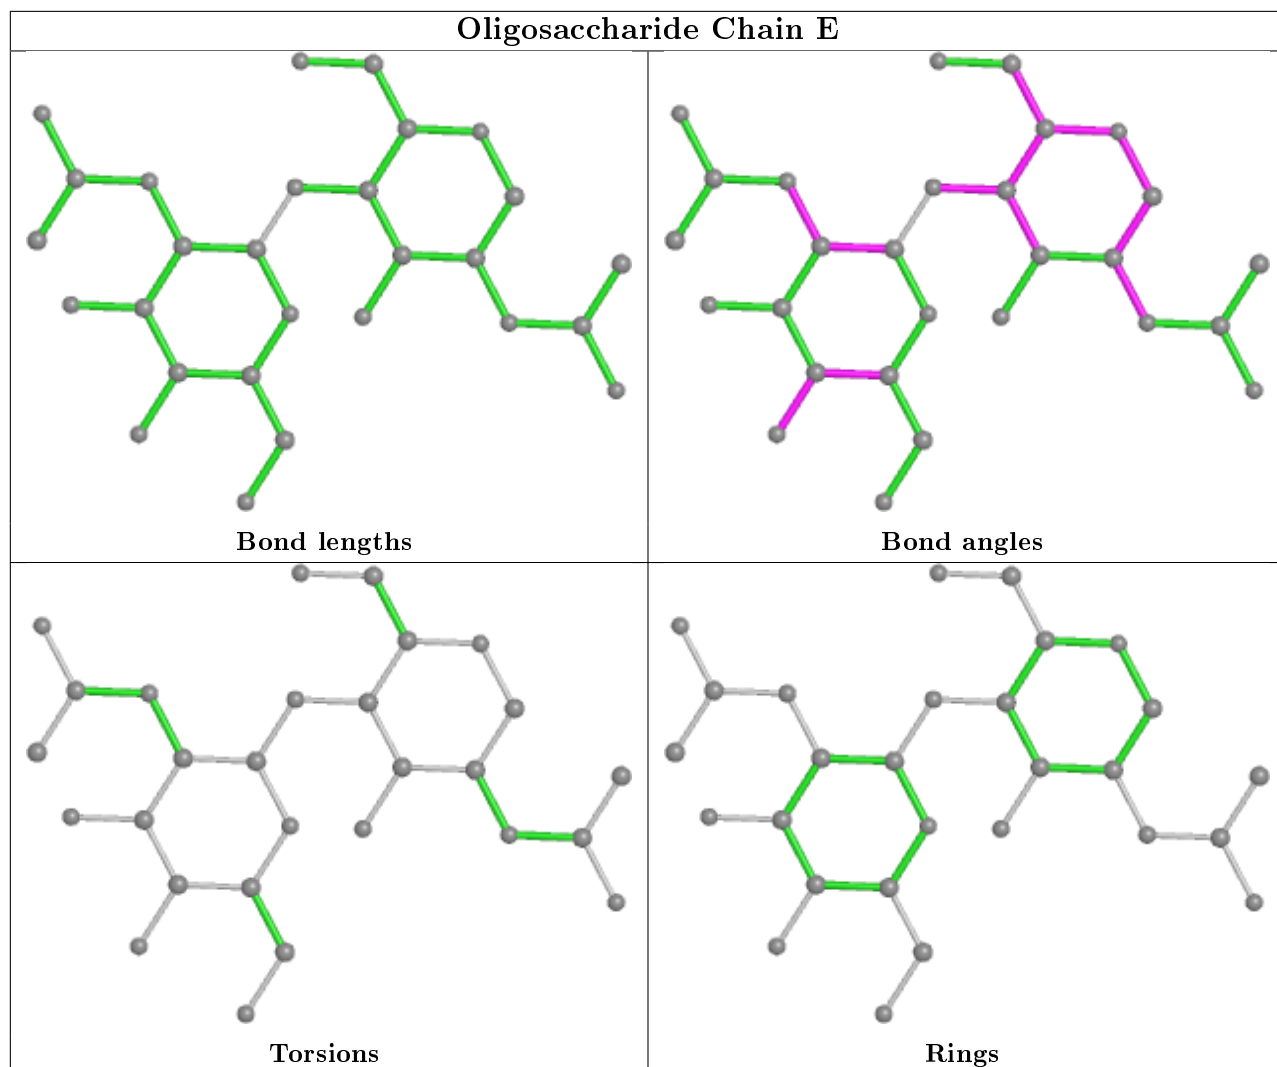 Oligosaccharide Chain E
Bond lengths
Bond angles
Torsions
Rings